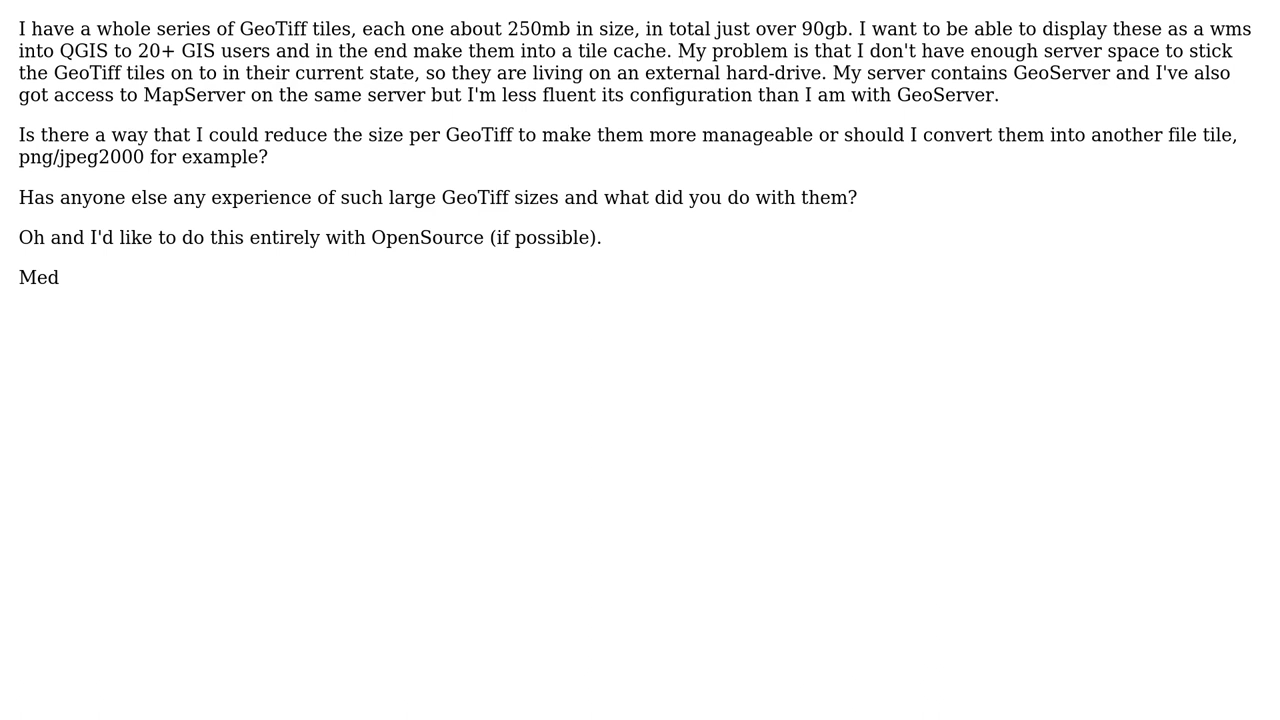 I have a whole series of GeoTiff tiles, each one about 250mb in size, in total just over 90gb. I want to be able to display these as a wms
into QGIS to 20+ GIS users and in the end make them into a tile cache. My problem is that I don't have enough server space to stick
the GeoTiff tiles on to in their current state, so they are living on an external hard-drive. My server contains GeoServer and I've also
got access to MapServer on the same server but I'm less fluent its configuration than I am with GeoServer.
Is there a way that I could reduce the size per GeoTiff to make them more manageable or should I convert them into another file tile,
png/jpeg2000 for example?
Has anyone else any experience of such large GeoTiff sizes and what did you do with them?
Oh and I'd like to do this entirely with OpenSource (if possible).
Med